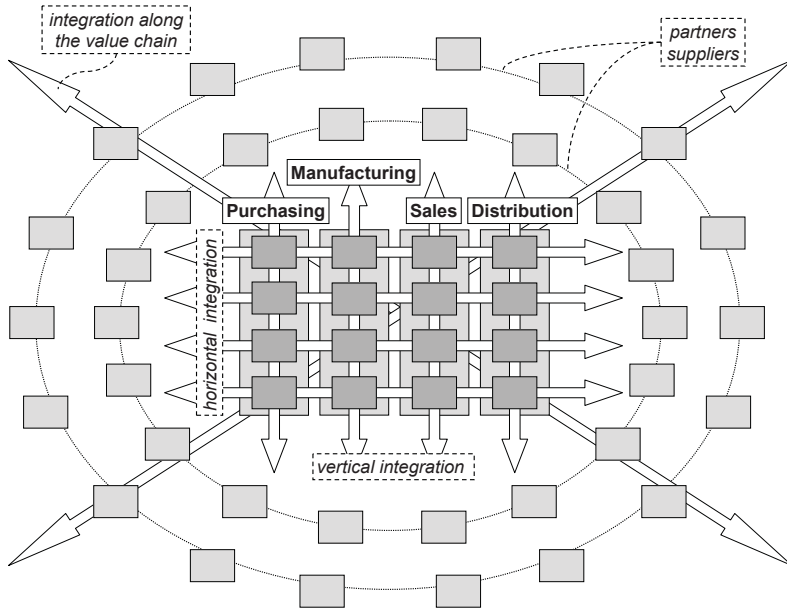 integration along
the value chain
partners
suppliers
Manufacturing
Purchasing
Sales
Distribution
horizontal integration
vertical integration